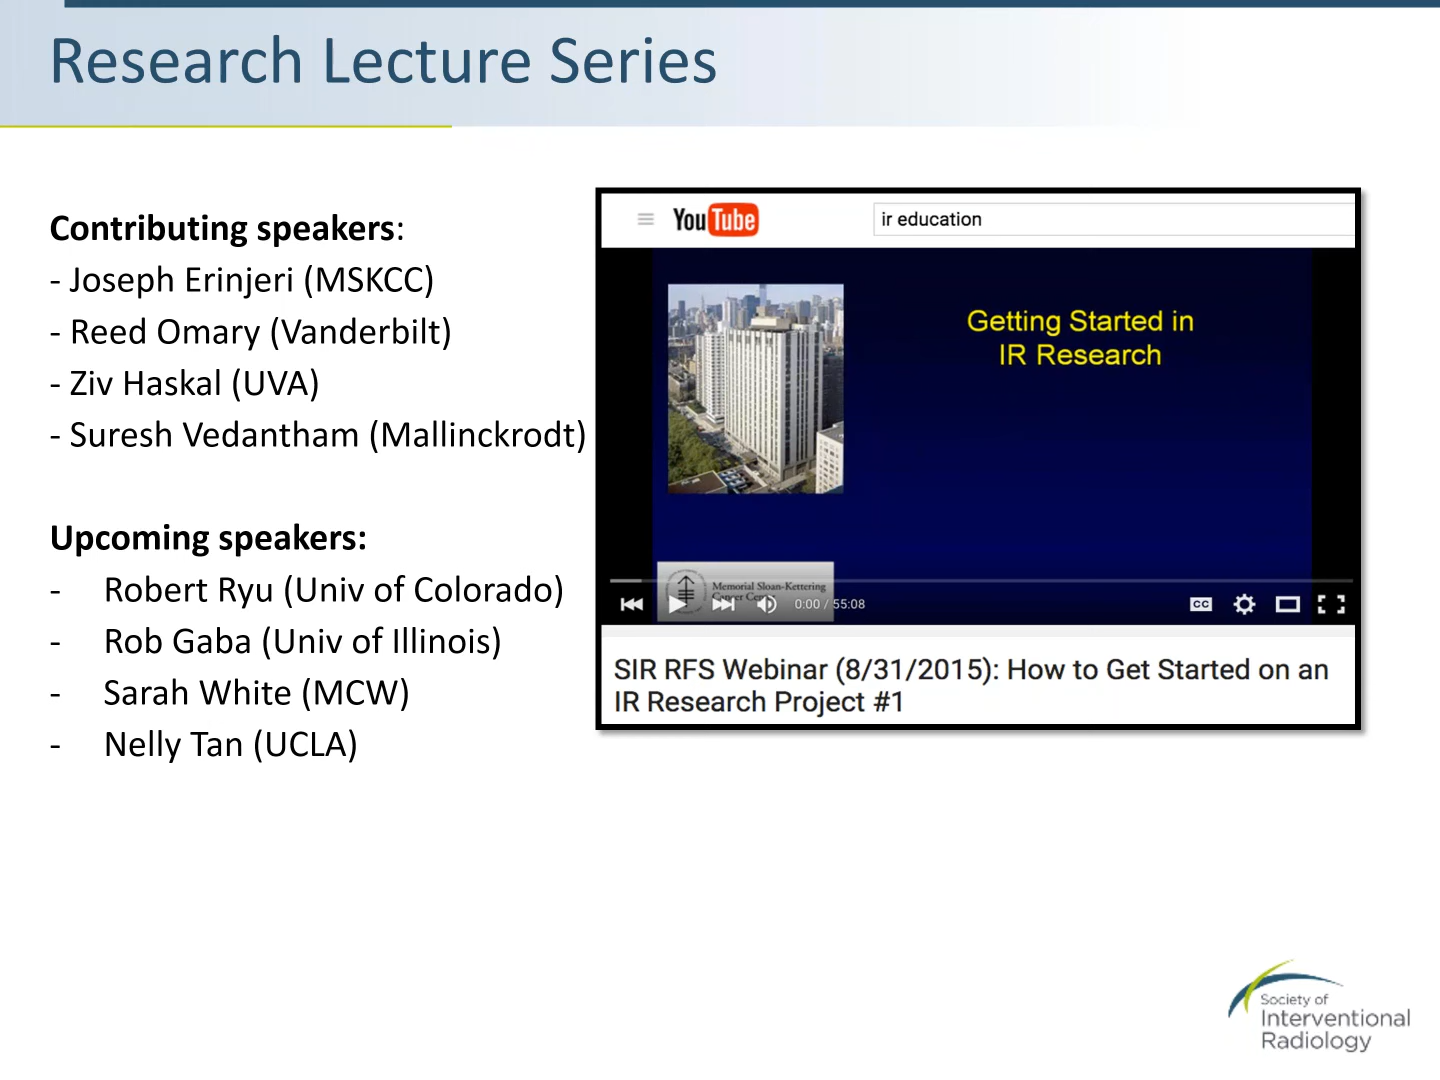 Research Lecture Series
Contributing speakers:
- Joseph Erinjeri (MSKCC)
- Reed Omary (Vanderbilt)
- Ziv Haskal (UVA)
- Suresh Vedantham (Mallinckrodt)
Upcoming speakers:
- Robert Ryu (Univ of Colorado)
- Rob Gaba (Univ of Illinois)
- Sarah White (MCW)
- Nelly Tan (UCLA)
YouTube
ir education
Getting Started in
IR Research
Memorial Sloan-Kettering
Cancer Center
0:00 / 55:08
CC
SIR RFS Webinar (8/31/2015): How to Get Started on an
IR Research Project #1
Society of
Interventional
Radiology